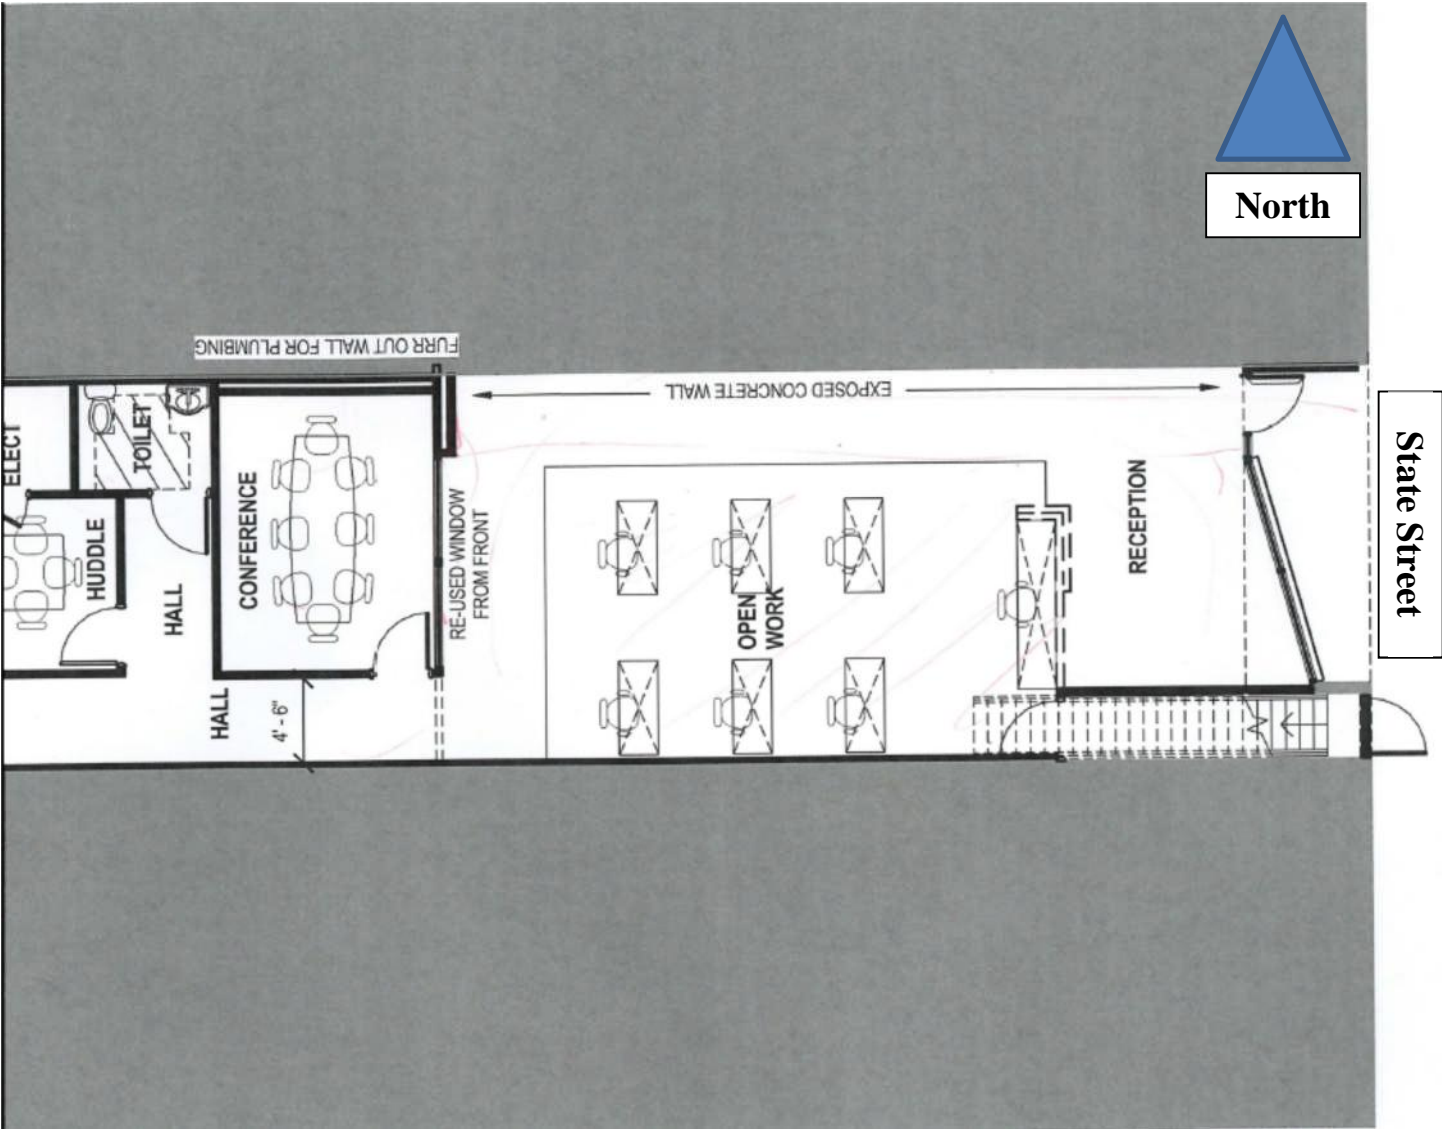 North
FURR OUT WALL FOR PLUMBING
EXPOSED CONCRETE WALL
ELECT
TOILET
HUDDLE
HALL
CONFERENCE
RE-USED WINDOW
FROM FRONT
OPEN
WORK
RECEPTION
State Street
HALL
4' - 6"